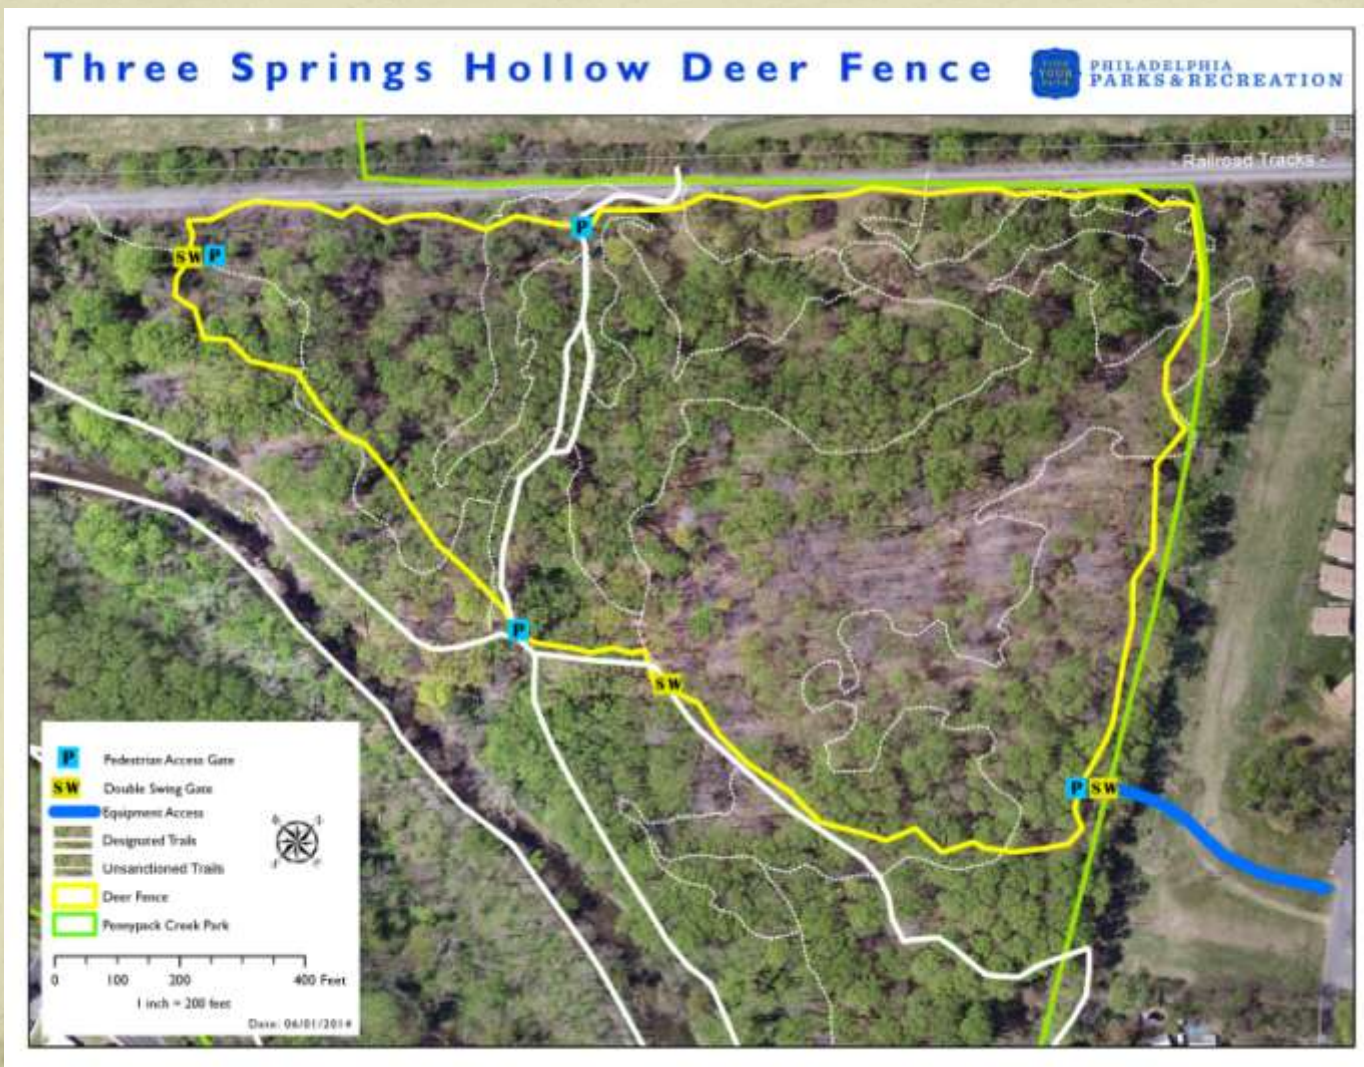 Three Springs Hollow Deer Fence
PHILADELPHIA
PARKS & RECREATION
YOUR
- Railroad Tracks -
P
SW P
P
SW
P SW
P Pedestrian Access Gate
SW Double Swing Gate
Equipment Access
Designated Trails
Unsanctioned Trails
Deer Fence
Pennypack Creek Park
0 100 200 400 Feet
1 inch = 200 feet
Date: 06/01/2014